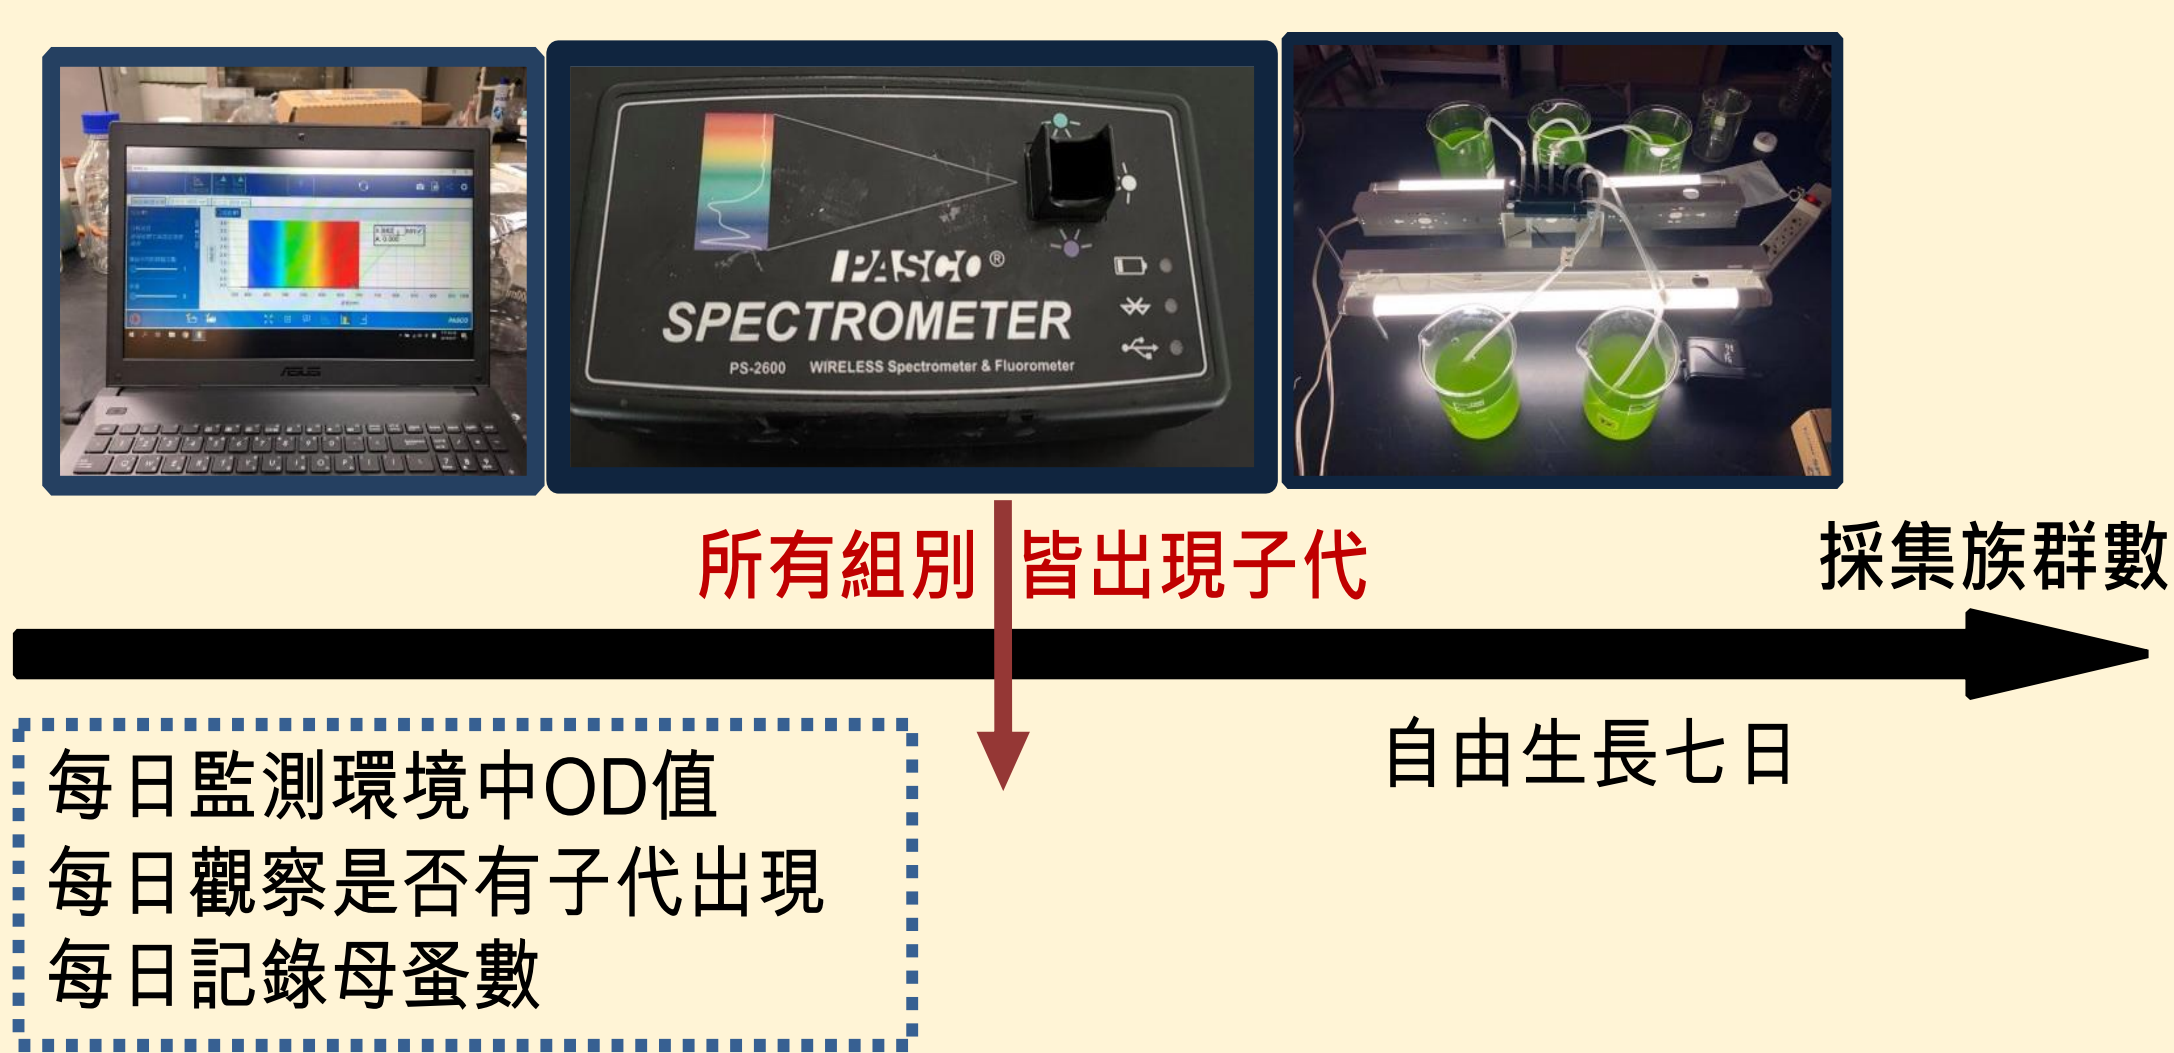 ASUS
PASCO
PASCO®
SPECTROMETER
PS-2600 WIRELESS Spectrometer & Fluorometer
所有組別 皆出現子代
採集族群數
自由生長七日
每日監測環境中OD值
每日觀察是否有子代出現
每日記錄母蚤數